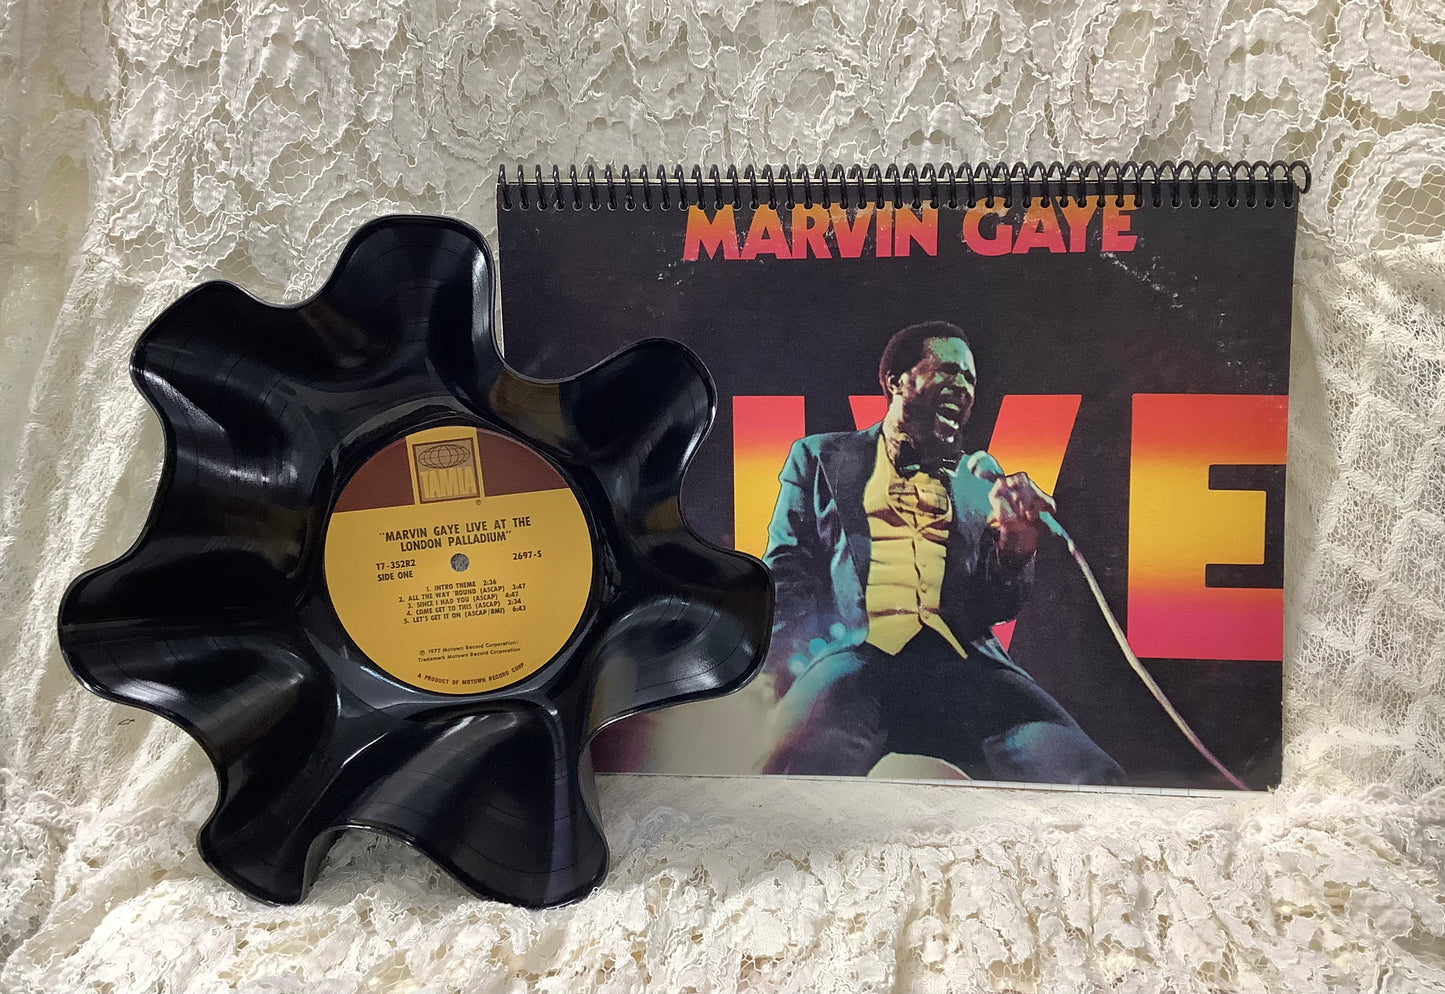 TAMLA
®
"MARVIN GAYE LIVE AT THE
LONDON PALLADIUM"
T7-352R2
2697-S
SIDE ONE
1. INTRO THEME 2:36
2. ALL THE WAY 'ROUND (ASCAP) 3:47
3. SINCE I HAD YOU (ASCAP) 4:47
4. COME GET TO THIS (ASCAP) 2:34
5. LET'S GET IT ON (ASCAP/BMI) 6:43
℗ 1977 Motown Record Corporation
Trademark Motown Record Corporation
A PRODUCT OF MOTOWN RECORD CORP.
MARVIN GAYE
IVE